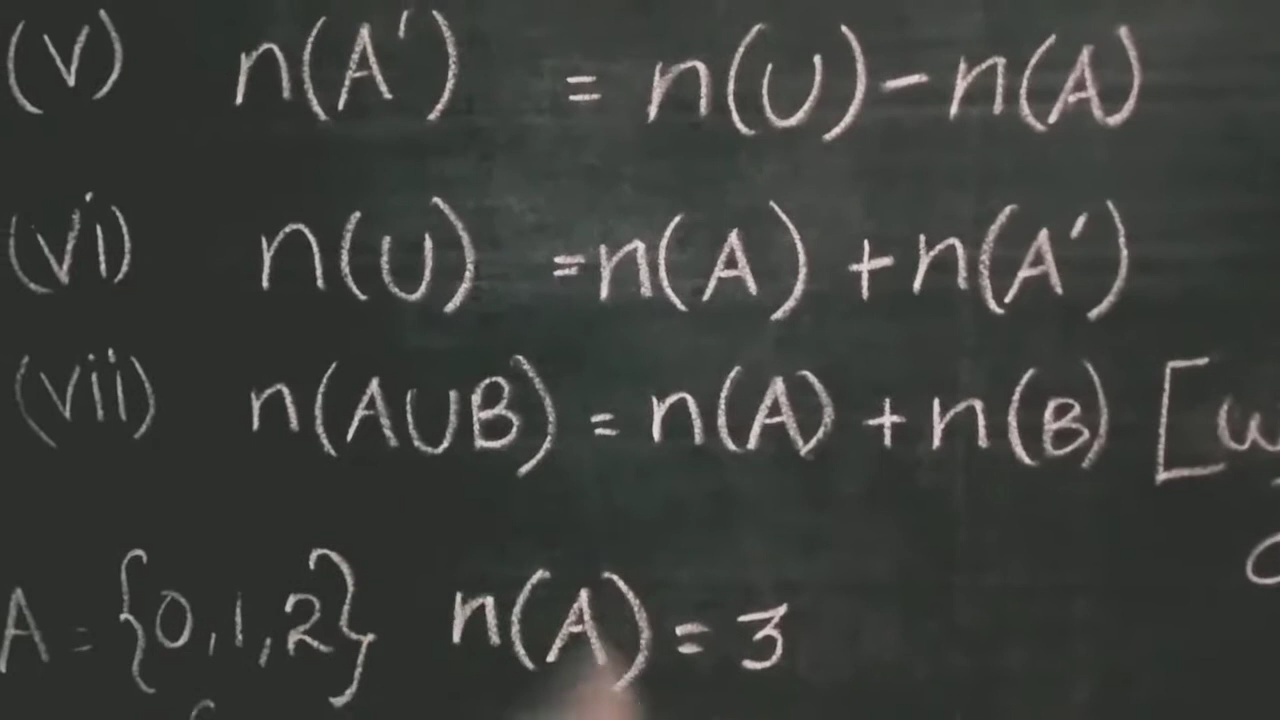 (v) n(A') = n(U) - n(A)
(vi) n(U) = n(A) + n(A')
(vii) n(A∪B) = n(A) + n(B) [
A = {0,1,2} n(A) = 3